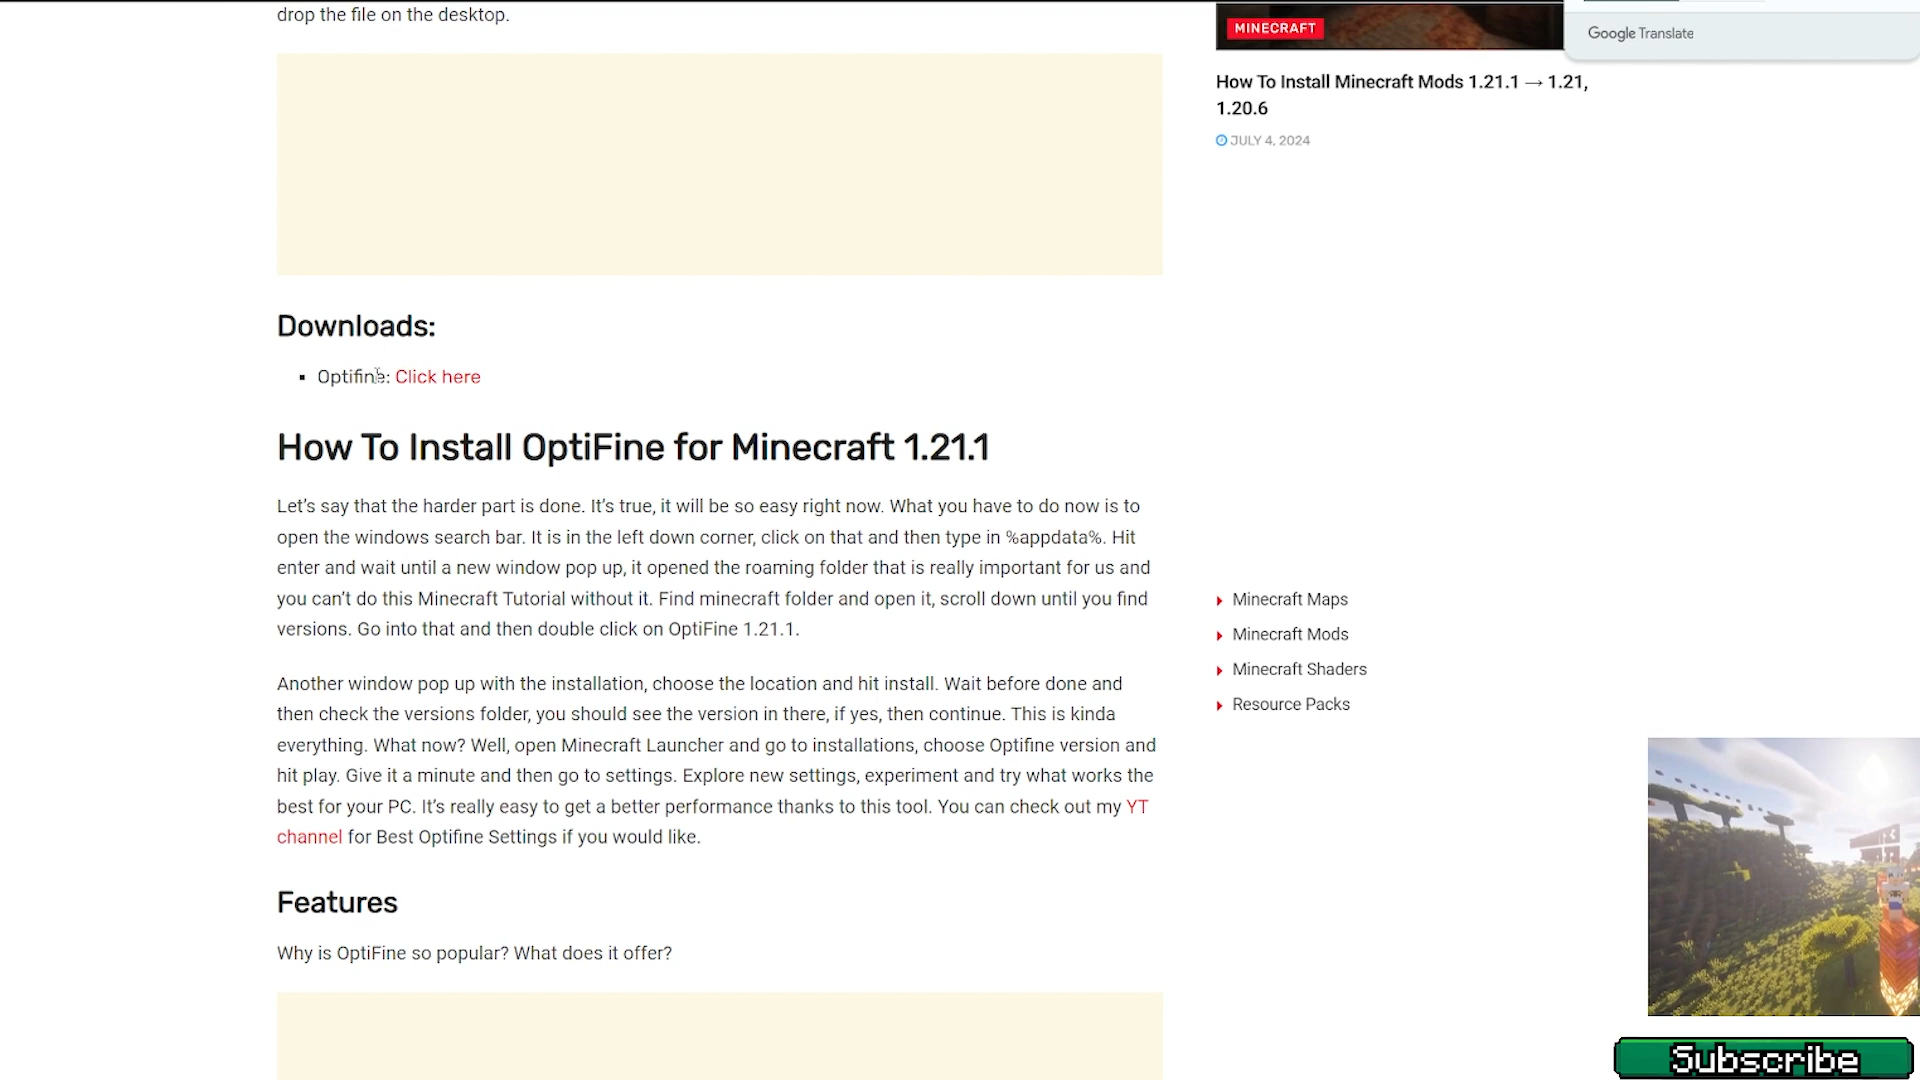 drop the file on the desktop.
Downloads:
▪ Optifine: Click here
How To Install OptiFine for Minecraft 1.21.1
Let's say that the harder part is done. It's true, it will be so easy right now. What you have to do now is to
open the windows search bar. It is in the left down corner, click on that and then type in %appdata%. Hit
enter and wait until a new window pop up, it opened the roaming folder that is really important for us and
you can't do this Minecraft Tutorial without it. Find minecraft folder and open it, scroll down until you find
versions. Go into that and then double click on OptiFine 1.21.1.
Another window pop up with the installation, choose the location and hit install. Wait before done and
then check the versions folder, you should see the version in there, if yes, then continue. This is kinda
everything. What now? Well, open Minecraft Launcher and go to installations, choose Optifine version and
hit play. Give it a minute and then go to settings. Explore new settings, experiment and try what works the
best for your PC. It's really easy to get a better performance thanks to this tool. You can check out my YT
channel for Best Optifine Settings if you would like.
Features
Why is OptiFine so popular? What does it offer?
MINECRAFT
How To Install Minecraft Mods 1.21.1 → 1.21,
1.20.6
JULY 4, 2024
Minecraft Maps
Minecraft Mods
Minecraft Shaders
Resource Packs
Google Translate
Subscribe